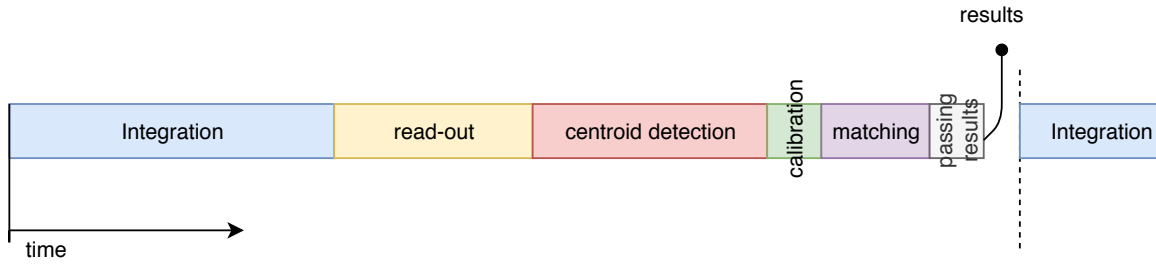 results
Integration
read-out
centroid detection
calibration
matching
passing
results
Integration
time